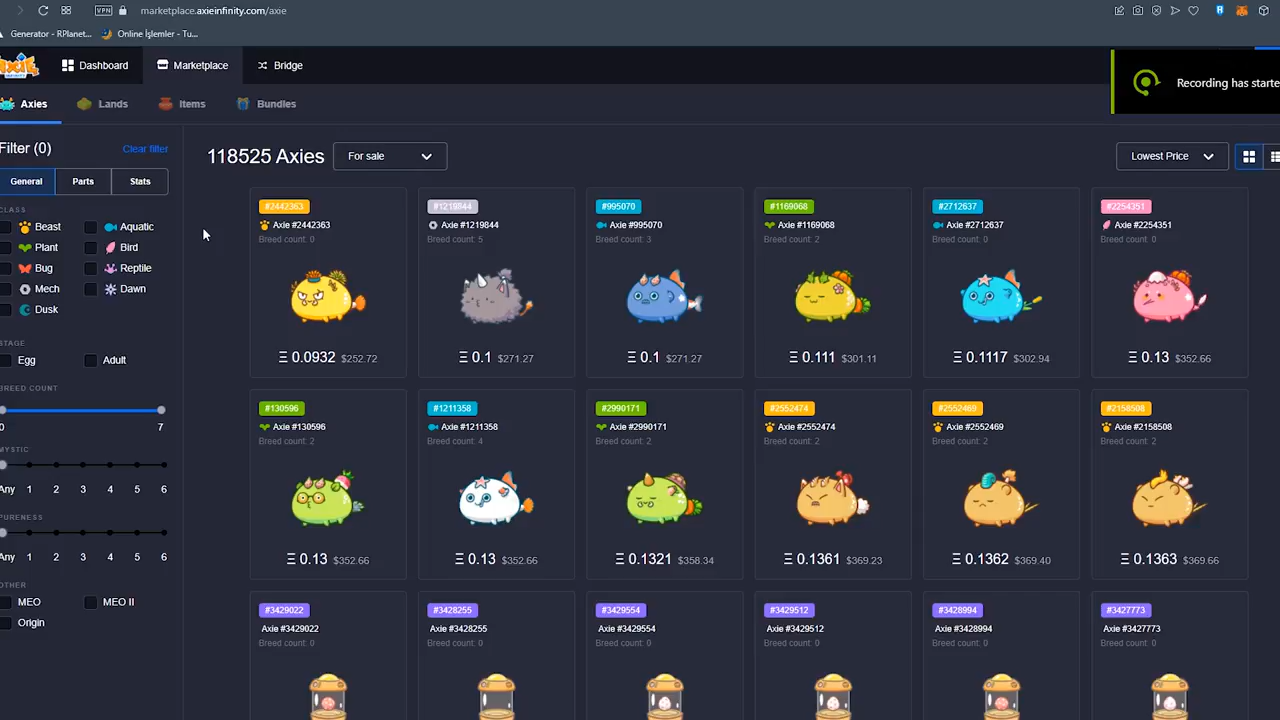 VPN marketplace.axieinfinity.com/axie
Generator - RPlanet... Online İşlemler - Tu...
AXIE INFINITY Dashboard Marketplace Bridge
Recording has starte
Axies Lands Items Bundles
Filter (0) Clear filter
118525 Axies For sale Lowest Price
General Parts Stats
CLASS
Beast Aquatic
Plant Bird
Bug Reptile
Mech Dawn
Dusk
STAGE
Egg Adult
BREED COUNT
0 7
MYSTIC
Any 1 2 3 4 5 6
PURENESS
Any 1 2 3 4 5 6
OTHER
MEO MEO II
Origin
#2442363 #1219844 #995070 #1169068 #2712637 #2254351
Axie #2442363 Axie #1219844 Axie #995070 Axie #1169068 Axie #2712637 Axie #2254351
Breed count: 0 Breed count: 5 Breed count: 3 Breed count: 2 Breed count: 0 Breed count: 0
Ξ 0.0932 $252.72 Ξ 0.1 $271.27 Ξ 0.1 $271.27 Ξ 0.111 $301.11 Ξ 0.1117 $302.94 Ξ 0.13 $352.66
#130596 #1211358 #2990171 #2552474 #2552469 #2158508
Axie #130596 Axie #1211358 Axie #2990171 Axie #2552474 Axie #2552469 Axie #2158508
Breed count: 2 Breed count: 4 Breed count: 2 Breed count: 2 Breed count: 2 Breed count: 2
Ξ 0.13 $352.66 Ξ 0.13 $352.66 Ξ 0.1321 $358.34 Ξ 0.1361 $369.23 Ξ 0.1362 $369.40 Ξ 0.1363 $369.66
#3429022 #3428255 #3429554 #3429512 #3428994 #3427773
Axie #3429022 Axie #3428255 Axie #3429554 Axie #3429512 Axie #3428994 Axie #3427773
Breed count: 0 Breed count: 0 Breed count: 0 Breed count: 0 Breed count: 0 Breed count: 0